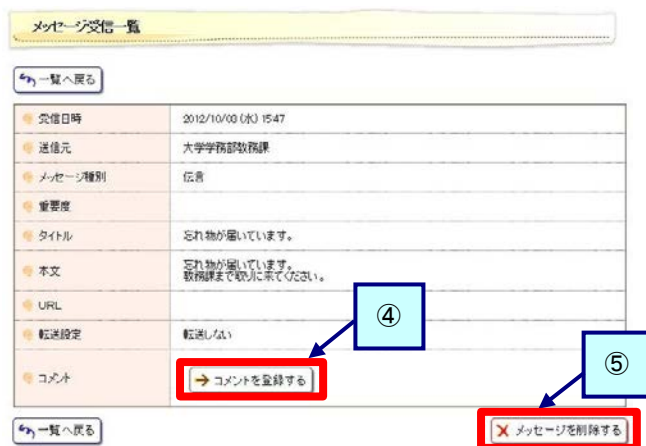 メッセージ受信一覧
一覧へ戻る
受信日時 2012/10/03 (水) 15:47
送信元 大学学務部教務課
メッセージ種別 伝言
重要度
タイトル 忘れ物が届いています。
本文 忘れ物が届いています。
教務課まで取りに来てください。
URL
転送設定 転送しない
④
コメント コメントを登録する
⑤
一覧へ戻る メッセージを削除する